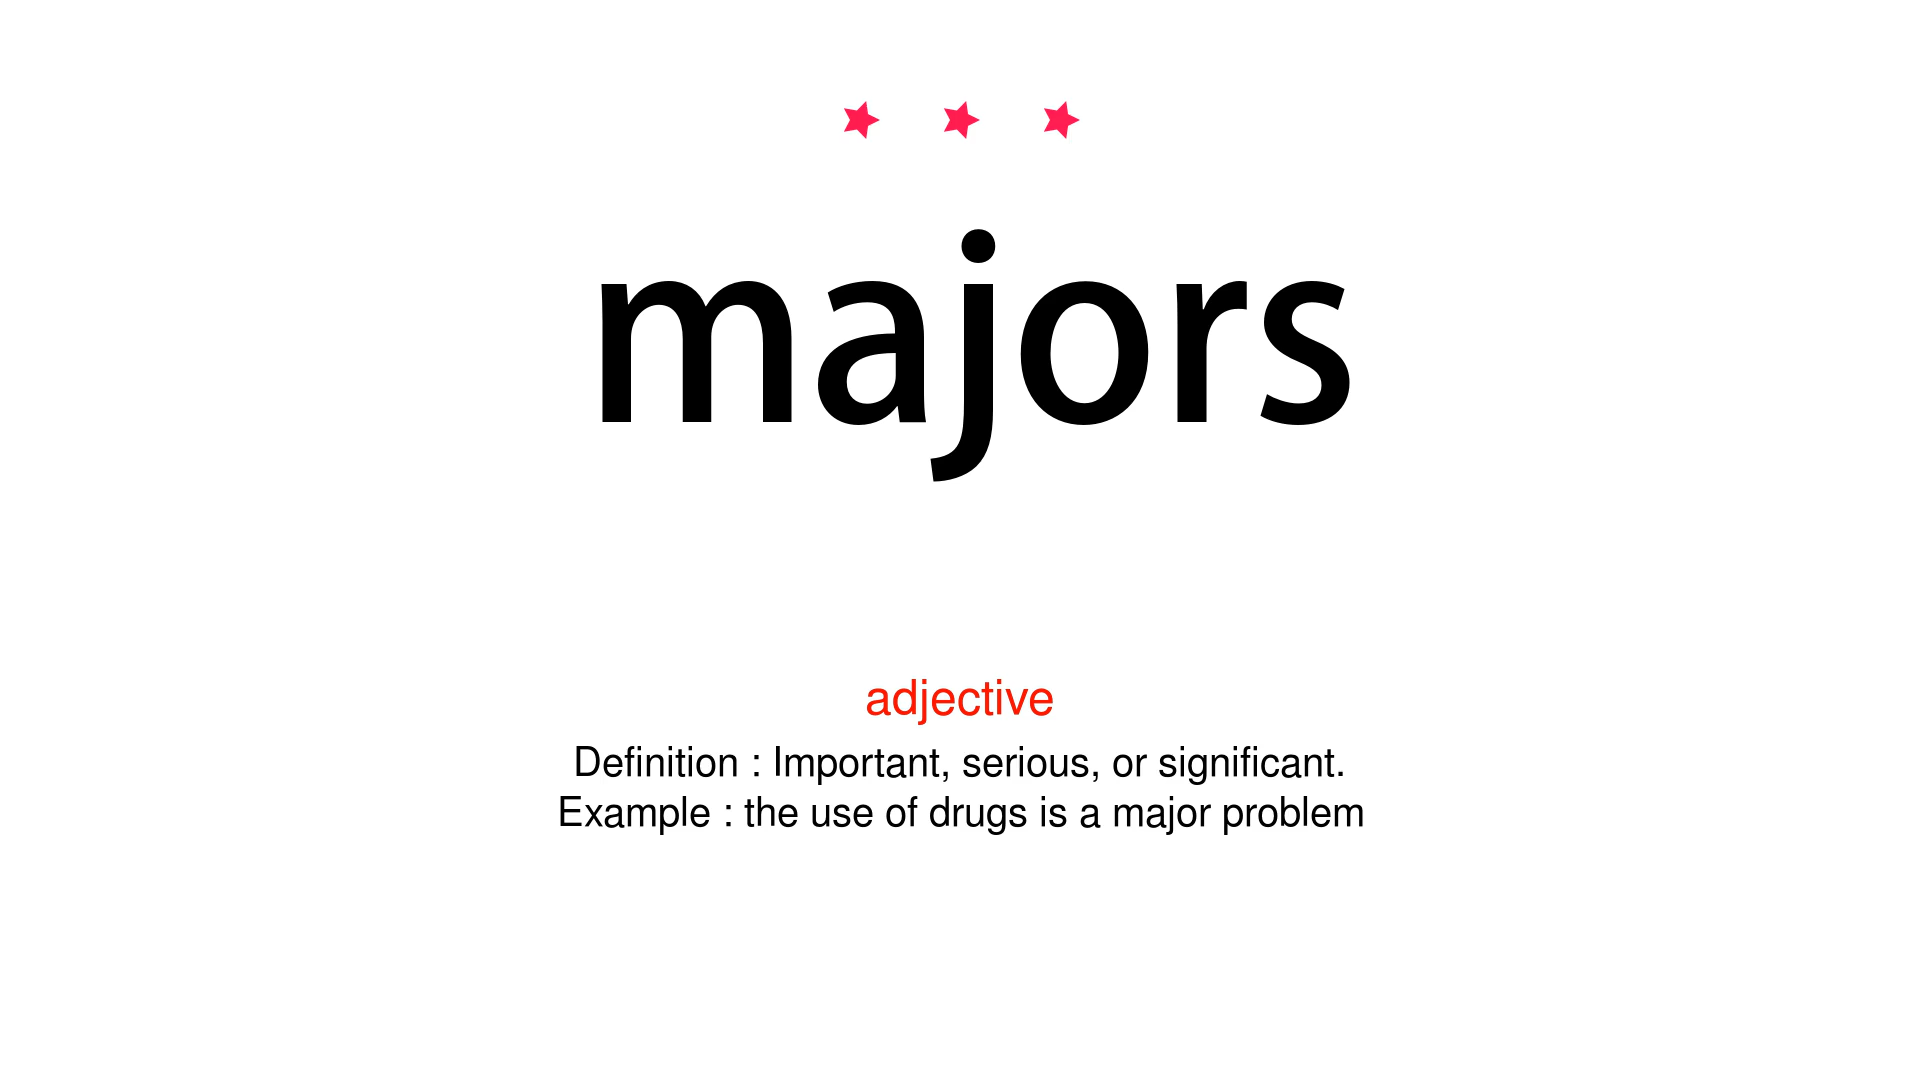 majors
adjective
Definition : Important, serious, or significant.
Example : the use of drugs is a major problem